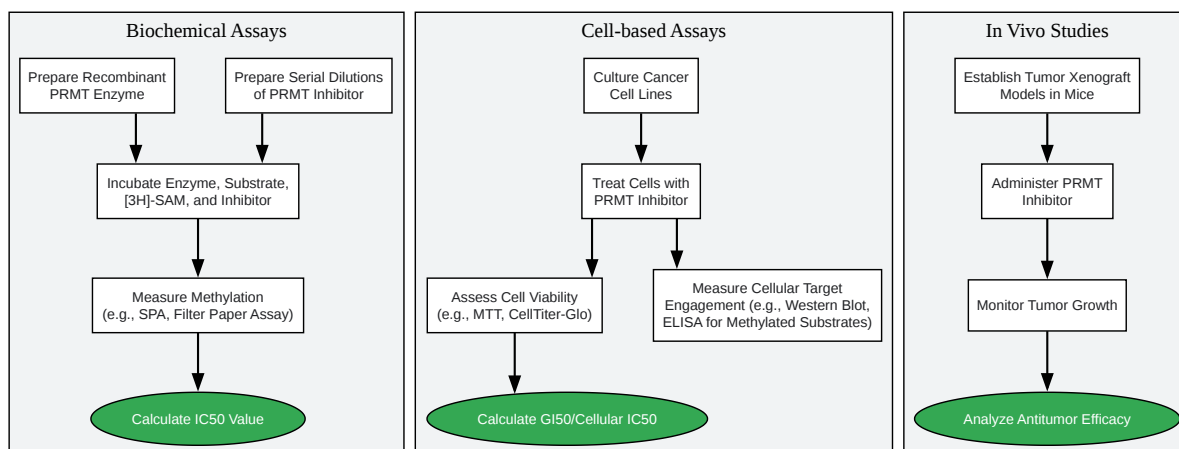 Biochemical Assays
Prepare Recombinant
PRMT Enzyme
Prepare Serial Dilutions
of PRMT Inhibitor
Incubate Enzyme, Substrate,
[3H]-SAM, and Inhibitor
Measure Methylation
(e.g., SPA, Filter Paper Assay)
Calculate IC50 Value
Cell-based Assays
Culture Cancer
Cell Lines
Treat Cells with
PRMT Inhibitor
Assess Cell Viability
(e.g., MTT, CellTiter-Glo)
Measure Cellular Target
Engagement (e.g., Western Blot,
ELISA for Methylated Substrates)
Calculate GI50/Cellular IC50
In Vivo Studies
Establish Tumor Xenograft
Models in Mice
Administer PRMT
Inhibitor
Monitor Tumor Growth
Analyze Antitumor Efficacy